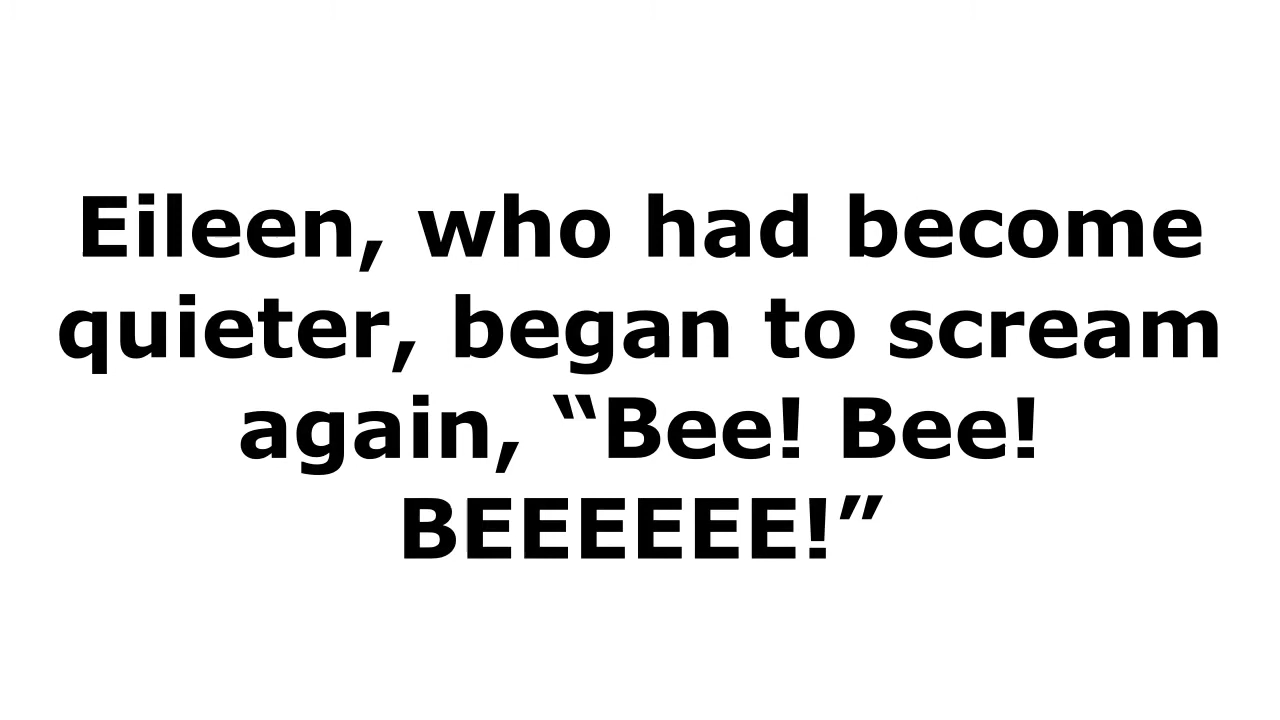 Eileen, who had become
quieter, began to scream
again, “Bee! Bee!
BEEEEEE!”